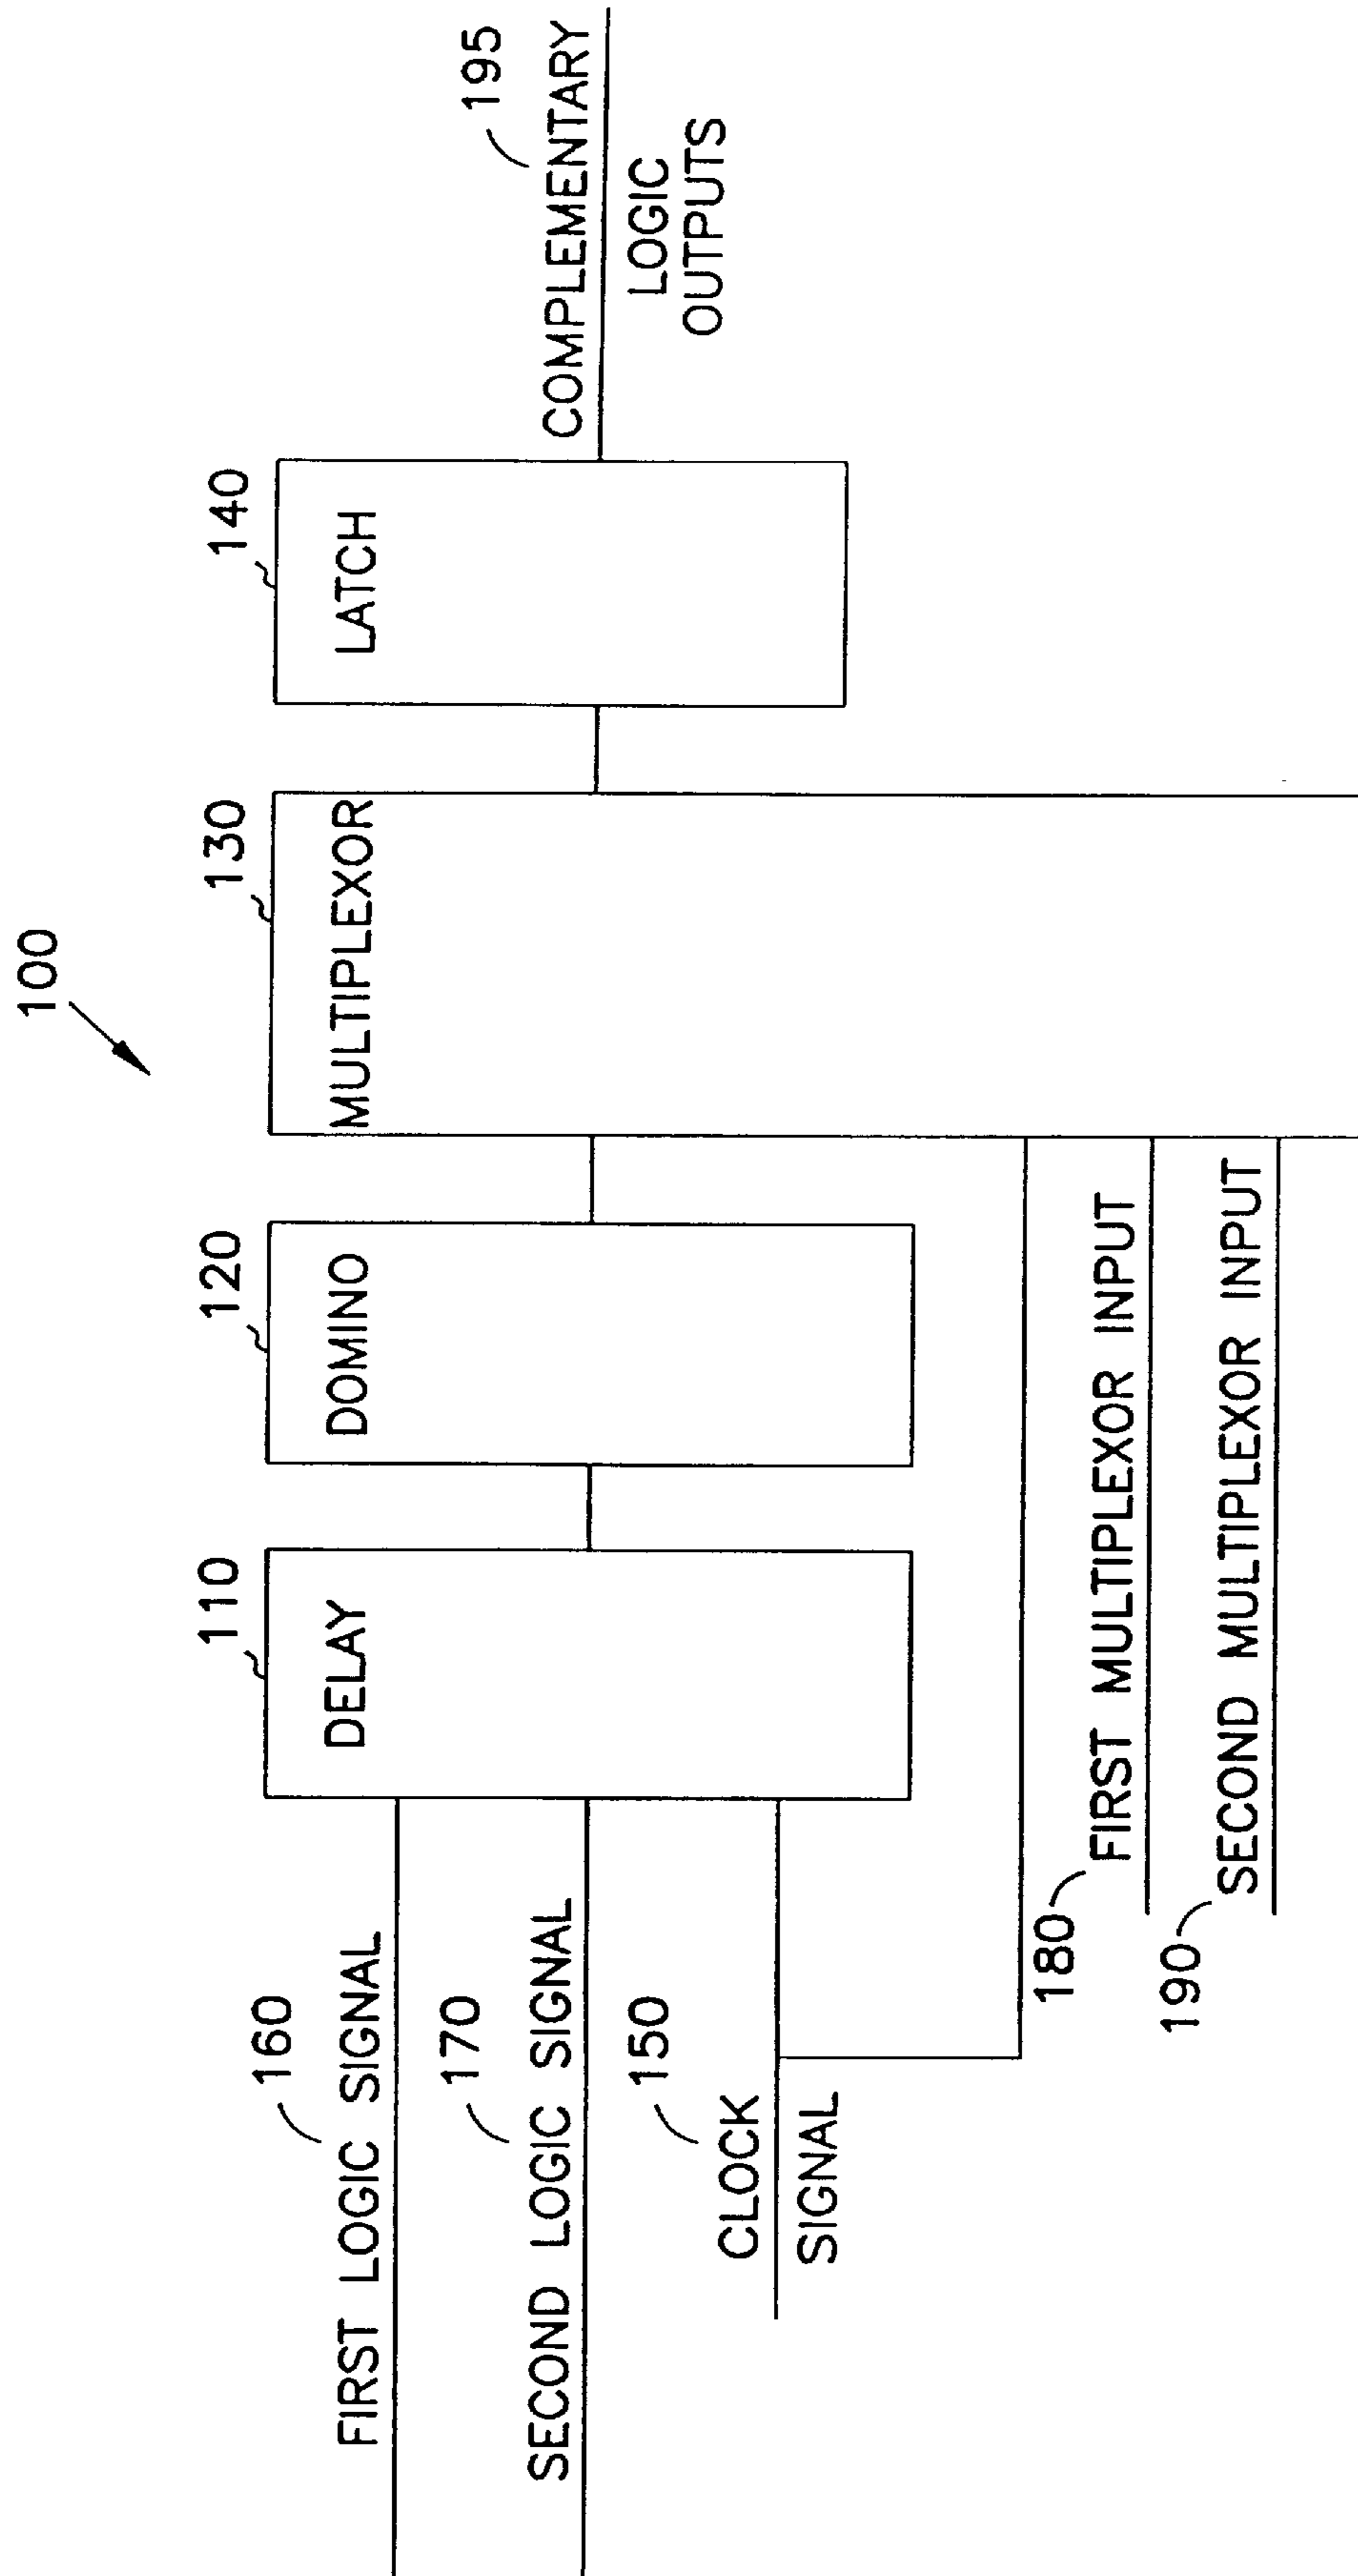 100
110
DELAY
120
DOMINO
130
MULTIPLEXOR
140
LATCH
160
FIRST LOGIC SIGNAL
170
SECOND LOGIC SIGNAL
150
CLOCK
SIGNAL
180
FIRST MULTIPLEXOR INPUT
190
SECOND MULTIPLEXOR INPUT
195
COMPLEMENTARY
LOGIC
OUTPUTS